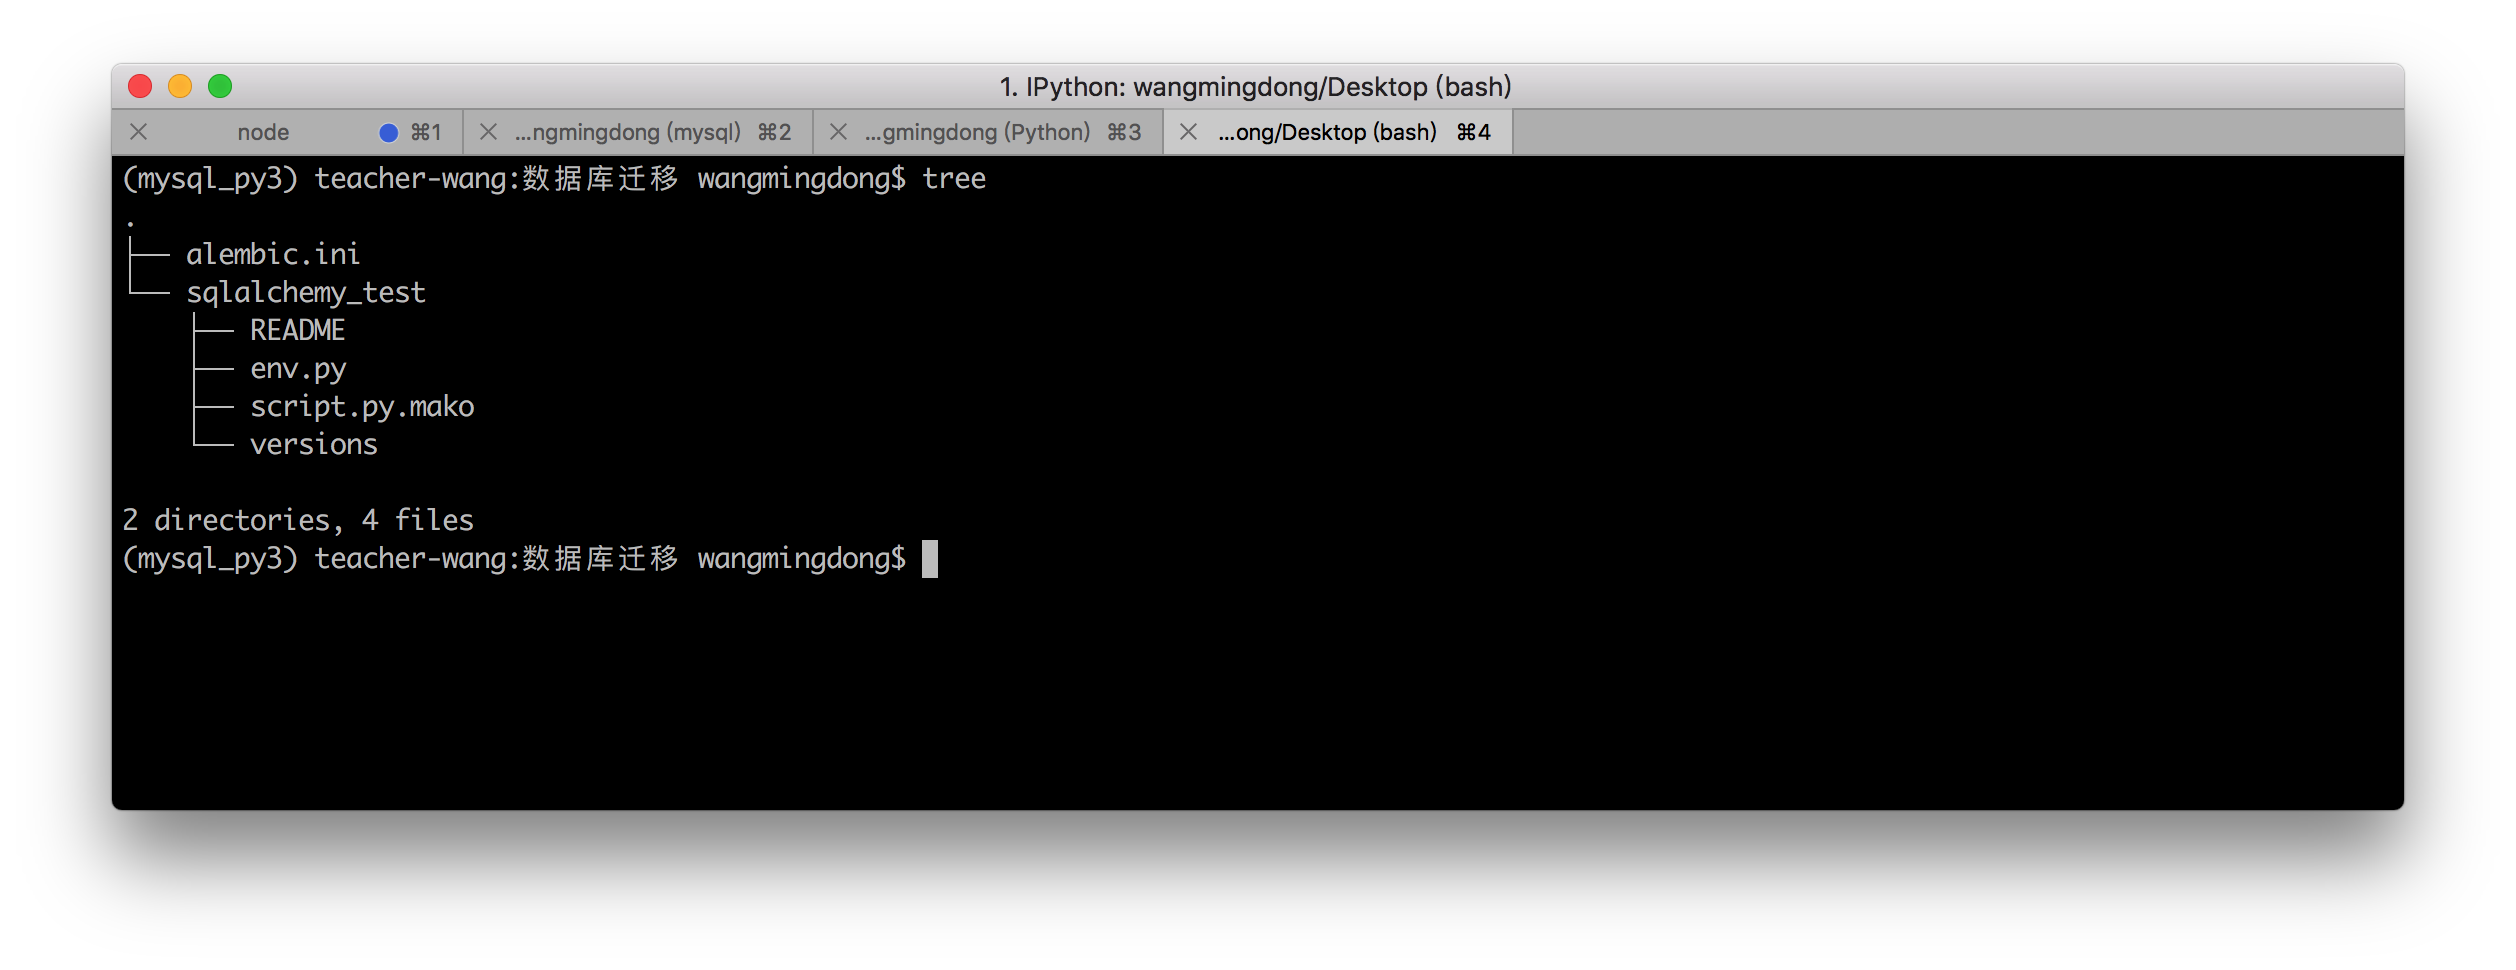 1. IPython: wangmingdong/Desktop (bash)
node ⌘1 ...ngmingdong (mysql) ⌘2 ...gmingdong (Python) ⌘3 ...ong/Desktop (bash) ⌘4
(mysql_py3) teacher-wang:数据库迁移 wangmingdong$ tree
.
├── alembic.ini
└── sqlalchemy_test
    ├── README
    ├── env.py
    ├── script.py.mako
    └── versions
2 directories, 4 files
(mysql_py3) teacher-wang:数据库迁移 wangmingdong$